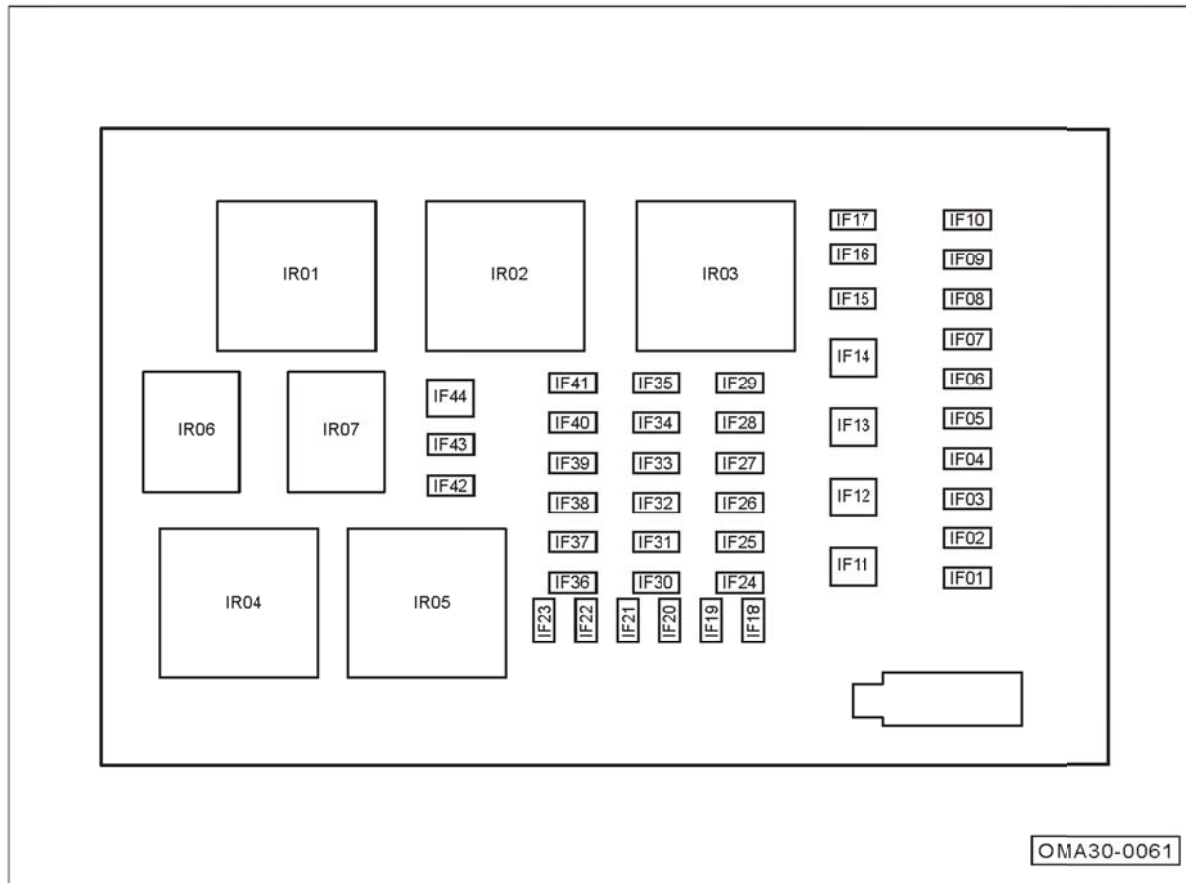 IR01 IR02 IR03
IF17 IF10
IF16 IF09
IF15 IF08
IF14 IF07
IF06
IF13 IF05
IF04
IF12 IF03
IF02
IF11 IF01
IR06 IR07
IF44
IF43
IF42
IF41 IF35 IF29
IF40 IF34 IF28
IF39 IF33 IF27
IF38 IF32 IF26
IF37 IF31 IF25
IF36 IF30 IF24
IF23 IF22 IF21 IF20 IF19 IF18
IR04 IR05
OMA30-0061